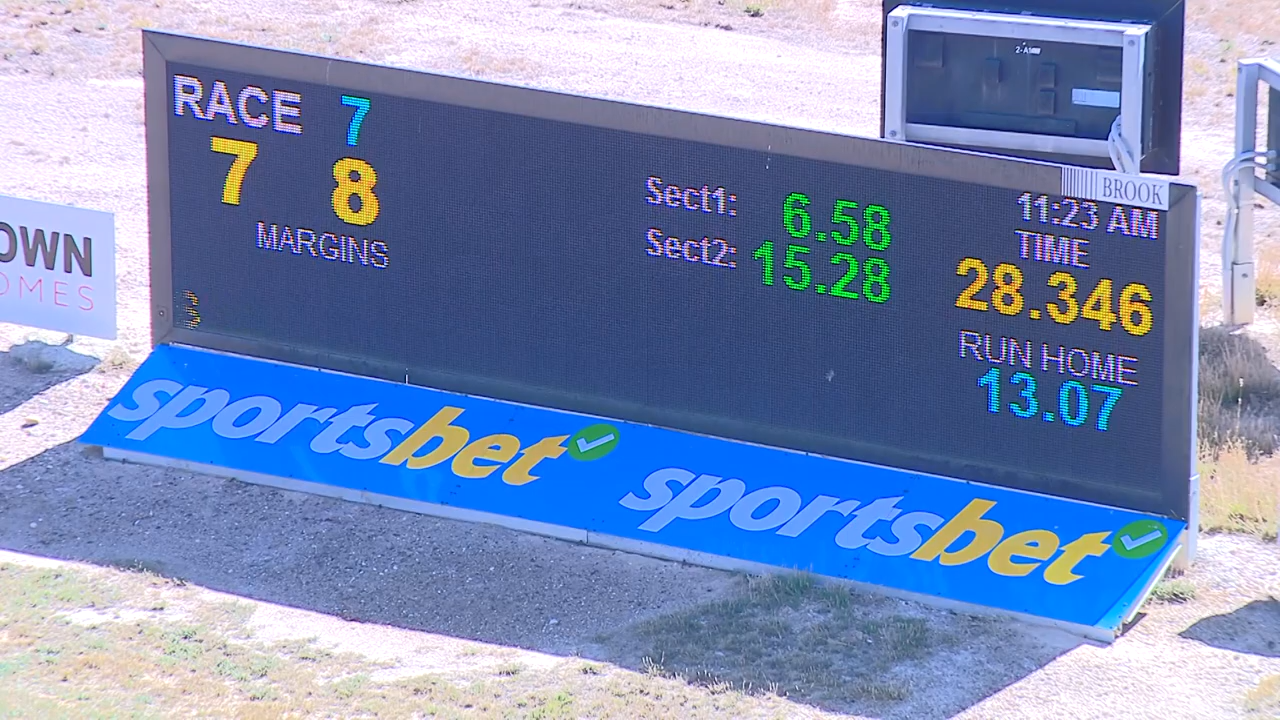 RACE 7
7 8
MARGINS
Sect1: 6.58
Sect2: 15.28
BROOK
11:23 AM
TIME
28.346
RUN HOME
13.07
OWN
OMES
sportsbet sportsbet